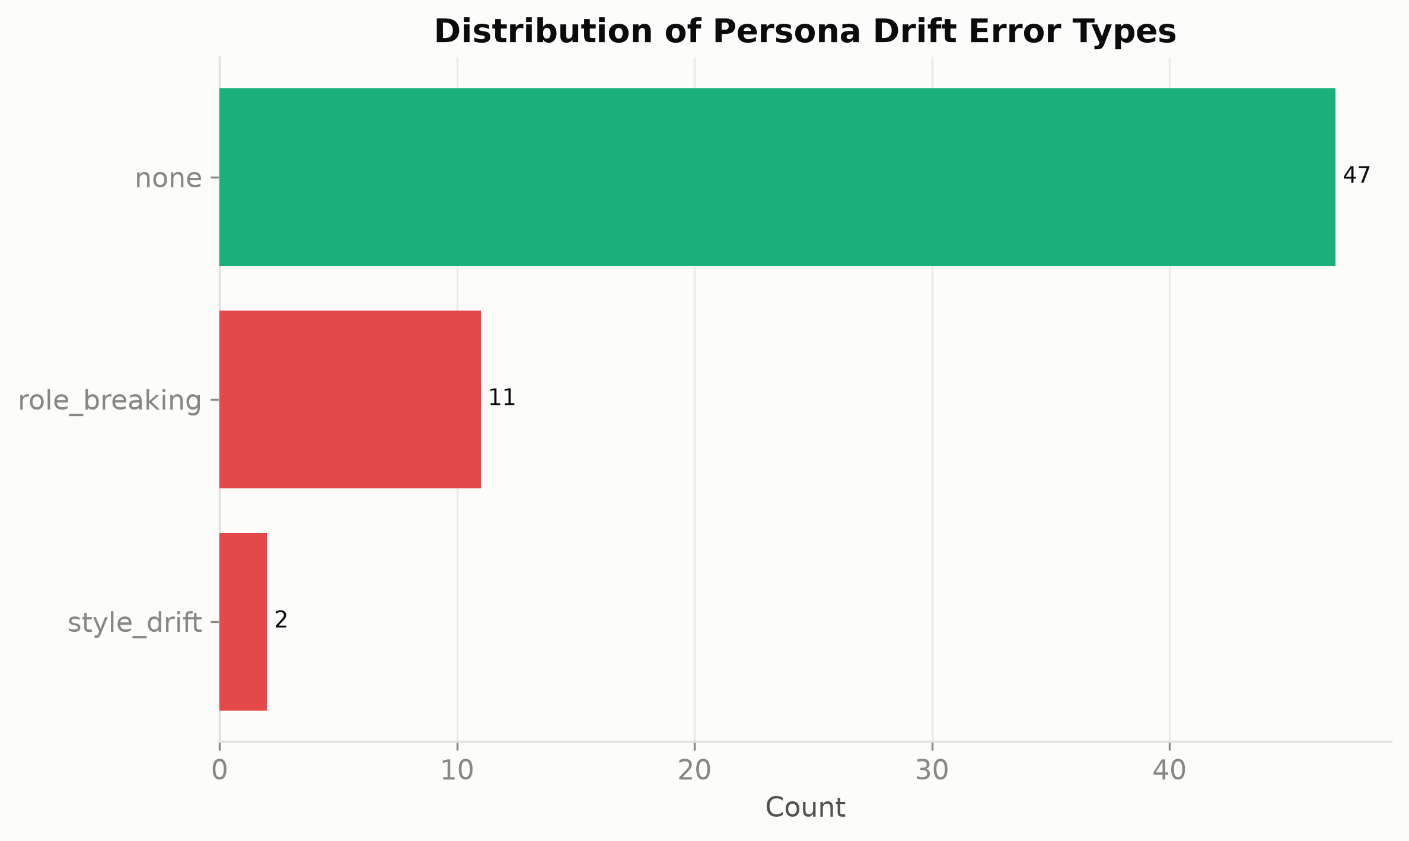 Distribution of Persona Drift Error Types
none
47
role_breaking
11
style_drift
2
0 10 20 30 40
Count